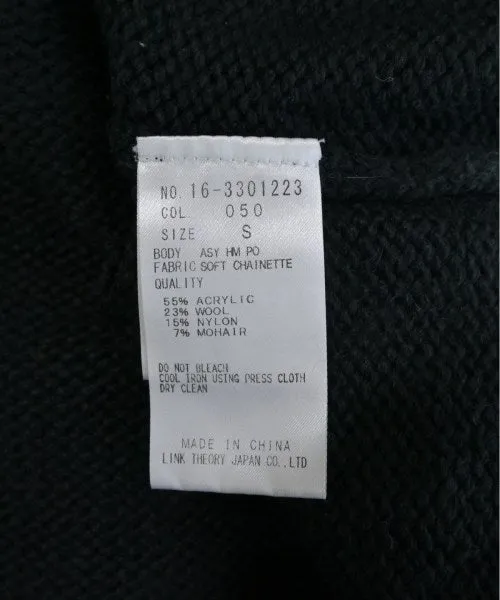 NO. 16-3301223
COL. 050
SIZE S
BODY ASY HM PO
FABRIC SOFT CHAINETTE
QUALITY
55% ACRYLIC
23% WOOL
15% NYLON
7% MOHAIR
DO NOT BLEACH
COOL IRON USING PRESS CLOTH
DRY CLEAN
MADE IN CHINA
LINK THEORY JAPAN CO.,LTD